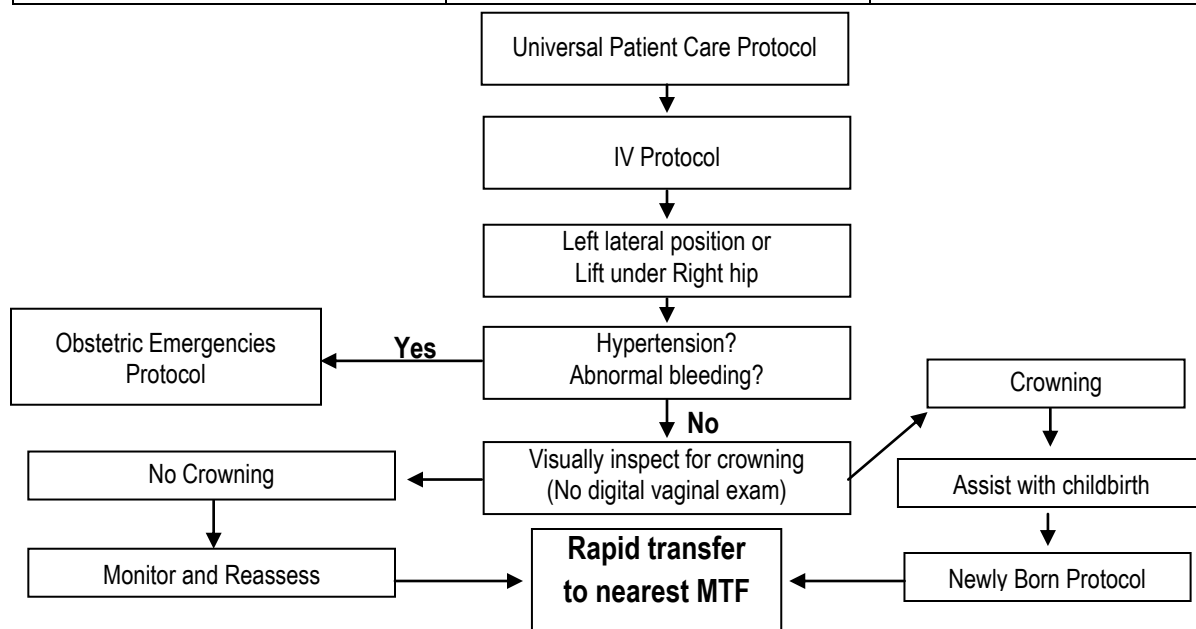 Universal Patient Care Protocol
IV Protocol
Left lateral position or
Lift under Right hip
Obstetric Emergencies
Protocol
Yes
Hypertension?
Abnormal bleeding?
Crowning
No
No Crowning
Visually inspect for crowning
(No digital vaginal exam)
Assist with childbirth
Monitor and Reassess
Rapid transfer
to nearest MTF
Newly Born Protocol